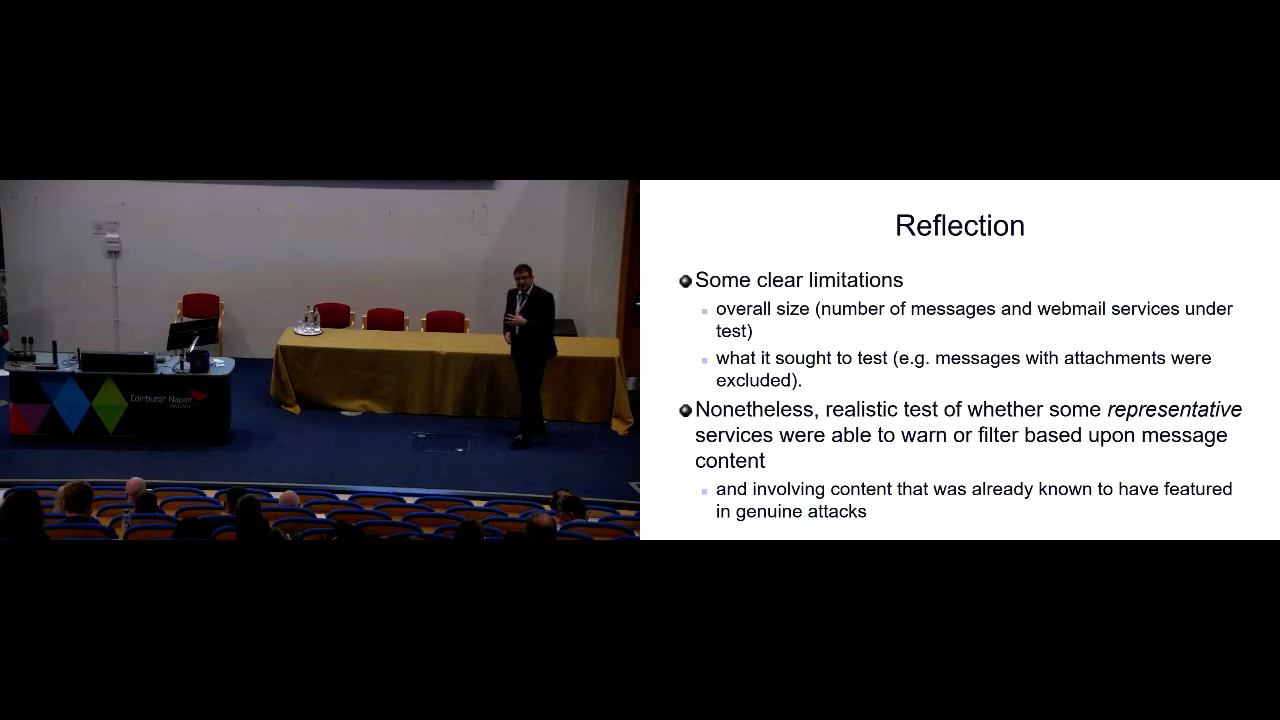 Edinburgh Napier
UNIVERSITY
Reflection
Some clear limitations
overall size (number of messages and webmail services under
test)
what it sought to test (e.g. messages with attachments were
excluded).
Nonetheless, realistic test of whether some representative
services were able to warn or filter based upon message
content
and involving content that was already known to have featured
in genuine attacks